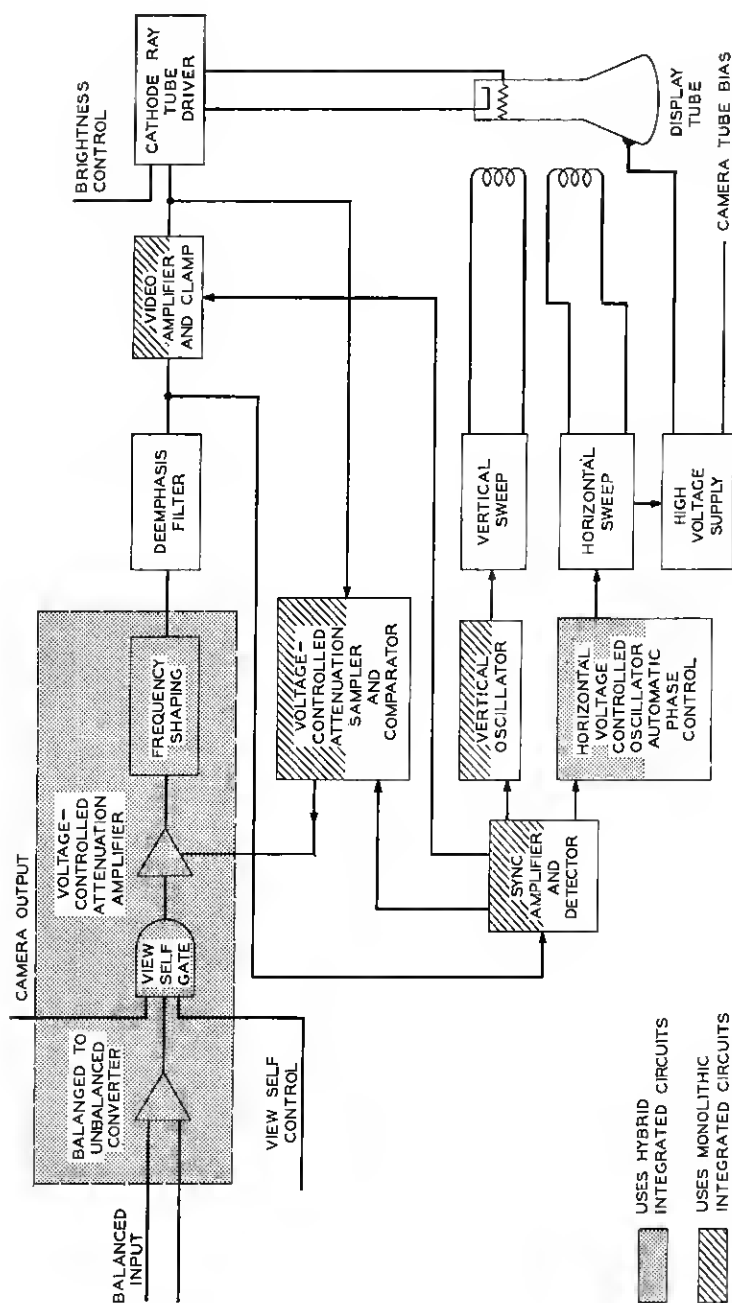 BALANCED
INPUT
BALANGED TO
UNBALANCED
CONVERTER
CAMERA OUTPUT
VIEW
SELF
GATE
VIEW SELF
CONTROL
VOLTAGE-
CONTROLLED
ATTENUATION
AMPLIFIER
FREQUENCY
SHAPING
DEEMPHASIS
FILTER
VIDEO
AMPLIFIER
AND CLAMP
BRIGHTNESS
CONTROL
CATHODE RAY
TUBE
DRIVER
VOLTAGE-
CONTROLLED
ATTENUATION
SAMPLER
AND
COMPARATOR
SYNC
AMPLIFIER
AND
DETECTOR
VERTICAL
OSCILLATOR
VERTICAL
SWEEP
HORIZONTAL
VOLTAGE
CONTROLLED
OSCILLATOR
AUTOMATIC
PHASE
CONTROL
HORIZONTAL
SWEEP
HIGH
VOLTAGE
SUPPLY
DISPLAY
TUBE
CAMERA TUBE BIAS
USES HYBRID
INTEGRATED CIRCUITS
USES MONOLITHIC
INTEGRATED CIRCUITS